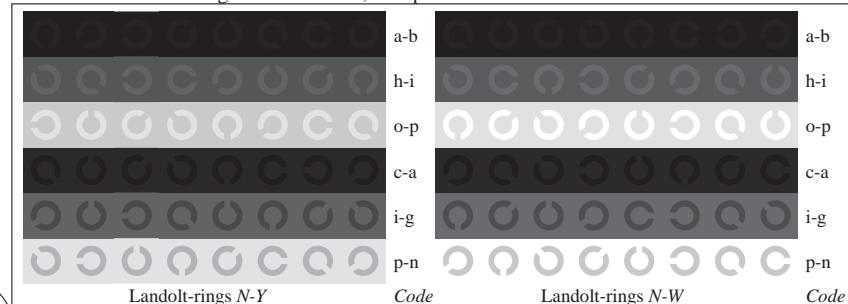 a-b a-b
h-i h-i
o-p o-p
c-a c-a
i-g i-g
p-n p-n
Landolt-rings N-Y Code Landolt-rings N-W Code